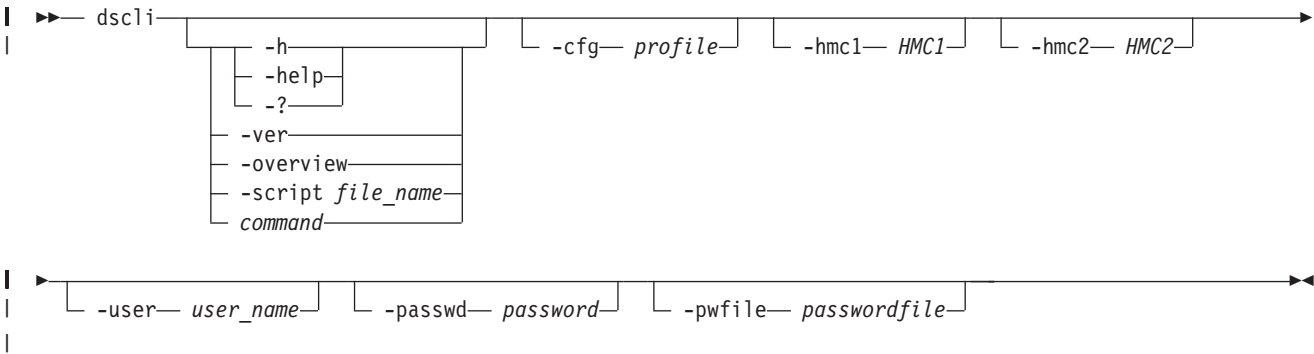 dscli
-h
-cfg profile
-hmc1 HMC1
-hmc2 HMC2
-help
-?
-ver
-overview
-script file_name
command
-user user_name
-passwd password
-pwfile passwordfile